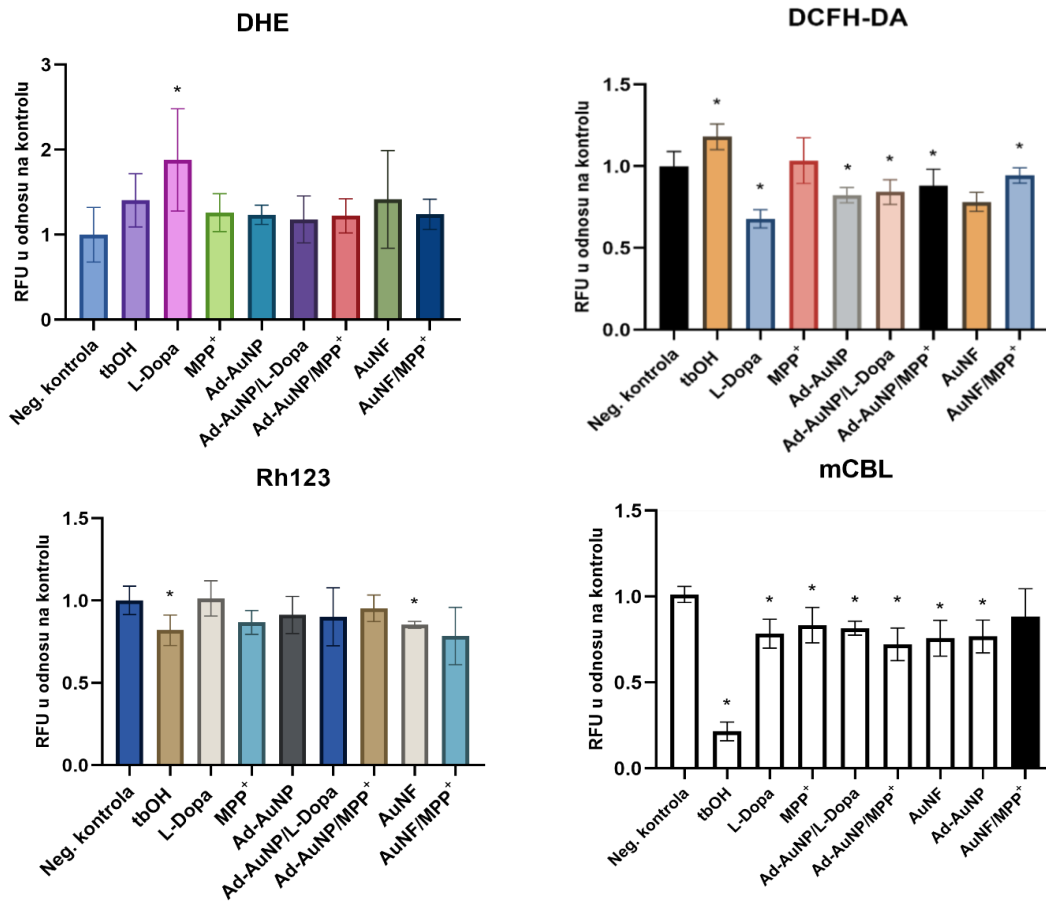 DHE
RFU u odnosu na kontrolu
3
2
1
0
*
Neg. kontrola
tbOH
L-Dopa
MPP⁺
Ad-AuNP
Ad-AuNP/L-Dopa
Ad-AuNP/MPP⁺
AuNF
AuNF/MPP⁺
DCFH-DA
RFU u odnosu na kontrolu
1.5
1.0
0.5
0.0
*
*
*
*
*
*
Neg. kontrola
tbOH
L-Dopa
MPP⁺
Ad-AuNP
Ad-AuNP/L-Dopa
Ad-AuNP/MPP⁺
AuNF
AuNF/MPP⁺
Rh123
RFU u odnosu na kontrolu
1.5
1.0
0.5
0.0
*
*
Neg. kontrola
tbOH
L-Dopa
MPP⁺
Ad-AuNP
Ad-AuNP/L-Dopa
Ad-AuNP/MPP⁺
AuNF
AuNF/MPP⁺
mCBL
RFU u odnosu na kontrolu
1.5
1.0
0.5
0.0
*
*
*
*
*
*
*
Neg. kontrola
tbOH
L-Dopa
MPP⁺
Ad-AuNP/L-Dopa
Ad-AuNP/MPP⁺
AuNF
Ad-AuNP
AuNF/MPP⁺